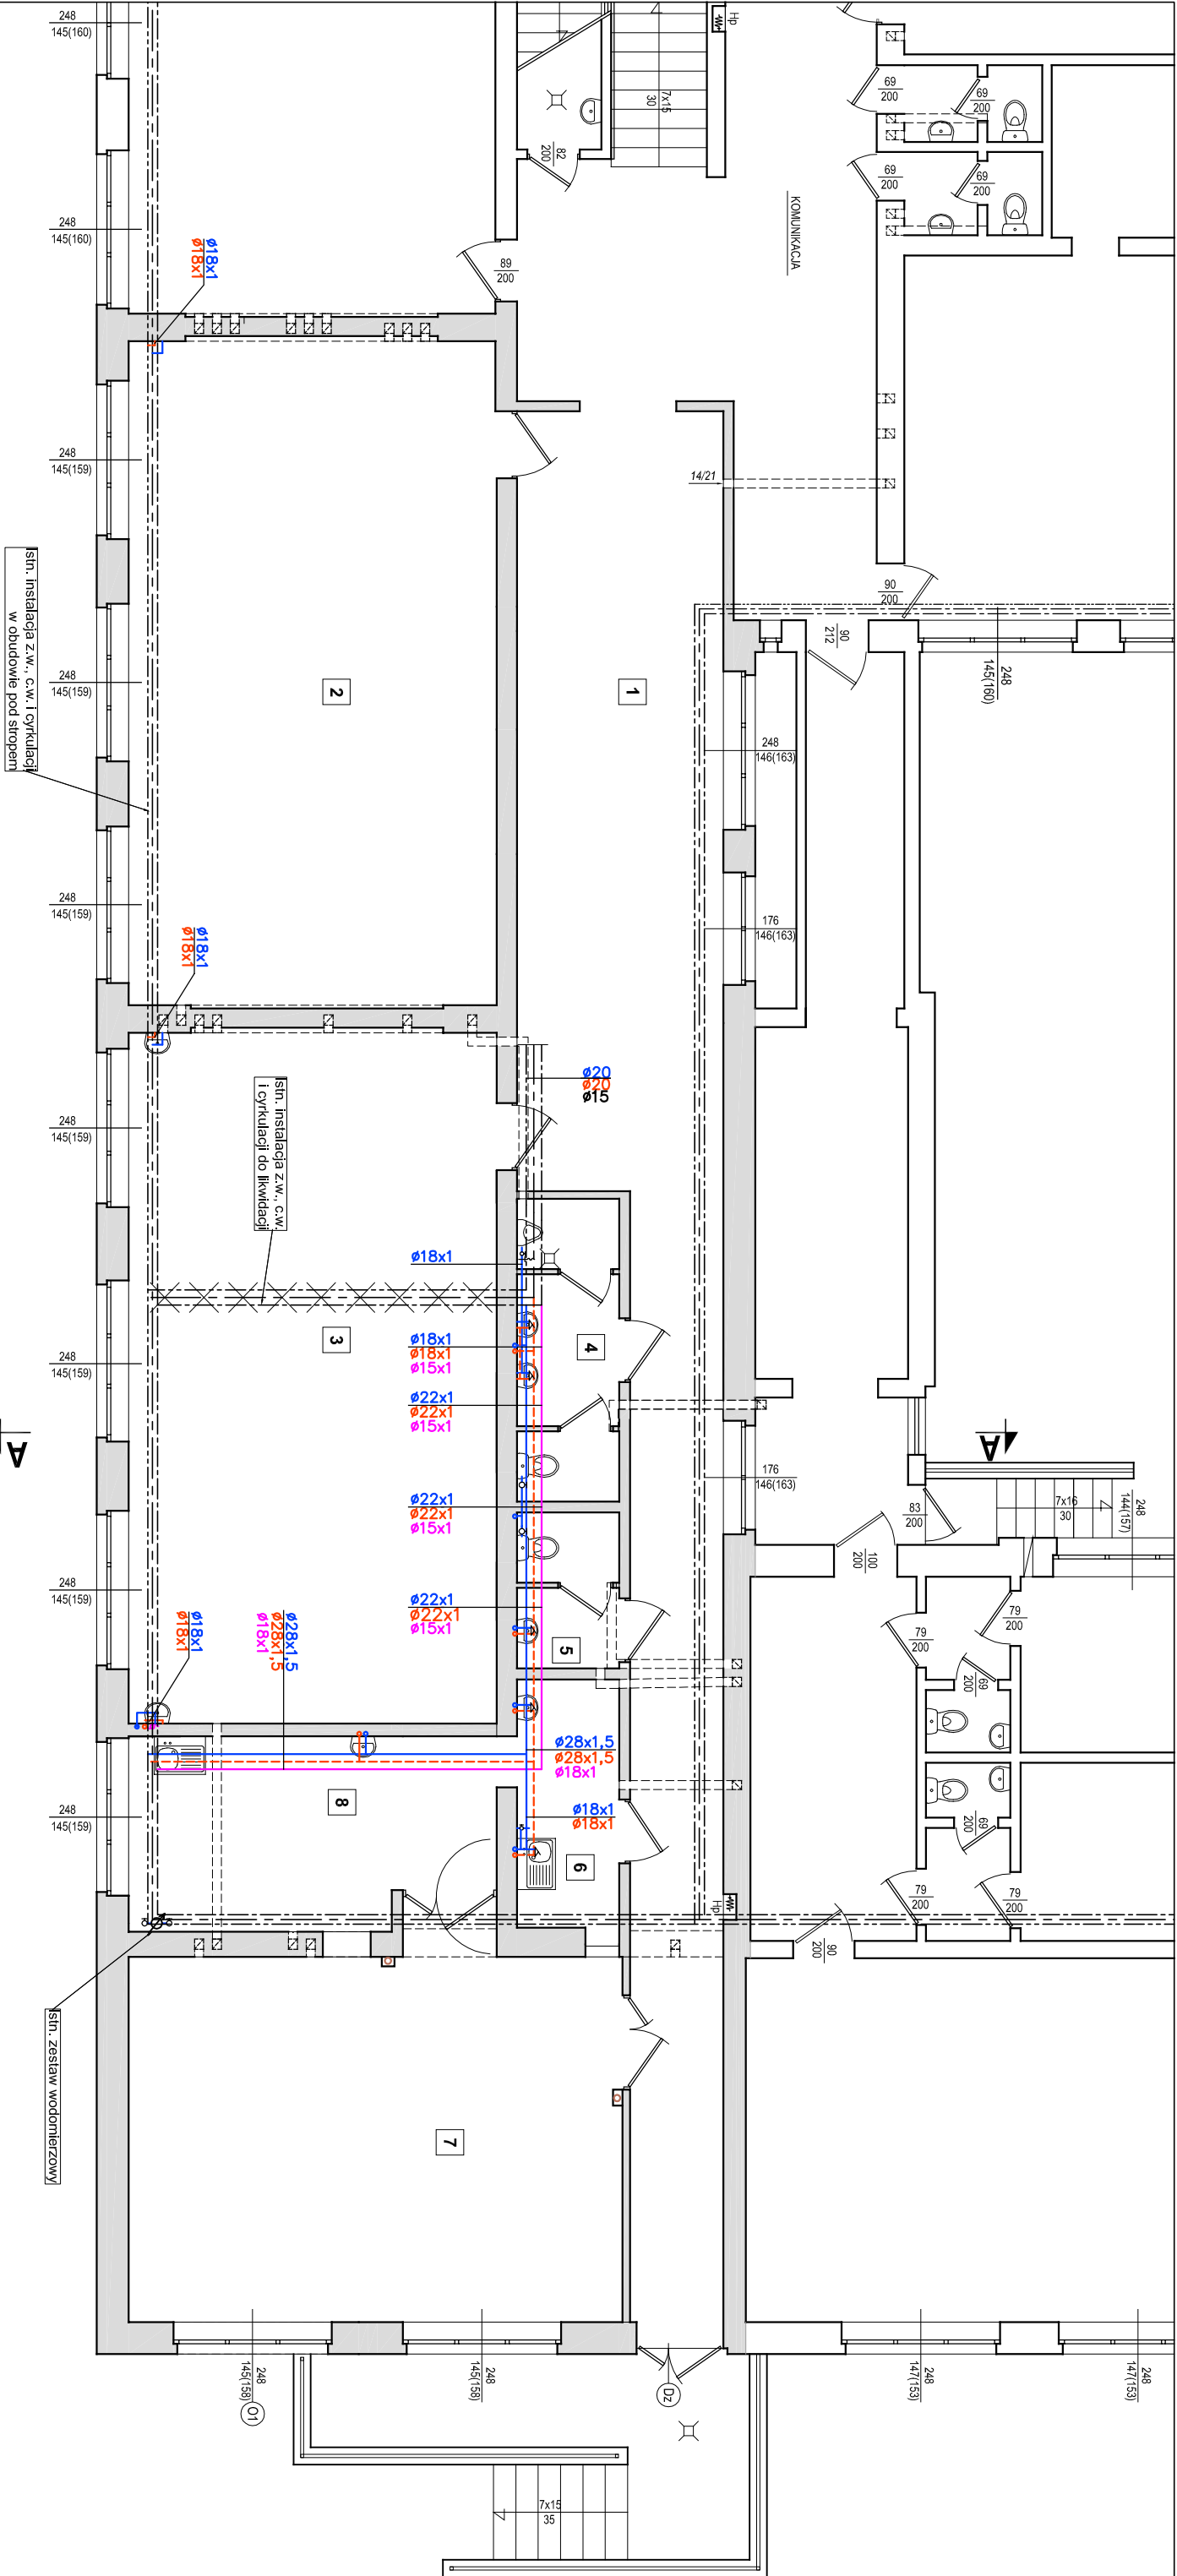 248
145(160)
248
145(160)
248
145(159)
248
145(159)
248
145(159)
248
145(159)
248
145(159)
248
145(159)
248
145(159)
Hp
7x15
30
82
200
69
200
69
200
69
200
69
200
KOMUNIKACJA
89
200
ø18x1
ø18x1
14/21
90
200
90
212
248
145(160)
Istn. instalacja z.w., c.w. i cyrkulacji
w obudowie pod stropem
2
1
248
146(163)
176
146(163)
ø18x1
ø18x1
ø20
ø20
ø15
Istn. instalacja z.w., c.w.
i cyrkulacji do likwidacji
ø18x1
3
4
ø18x1
ø18x1
ø15x1
ø22x1
ø22x1
ø15x1
ø22x1
ø22x1
ø15x1
ø22x1
ø22x1
ø15x1
A
A
176
146(163)
7x16
30
248
144(157)
83
200
100
200
79
200
79
200
69
200
69
200
79
200
79
200
ø18x1
ø18x1
ø28x1,5
ø28x1,5
ø18x1
5
ø28x1,5
ø28x1,5
ø18x1
ø18x1
ø18x1
8
6
Hp
90
200
Istn. zestaw wodomierzowy
7
248
145(158)
O1
248
145(158)
Dz
248
147(153)
248
147(153)
7x15
35